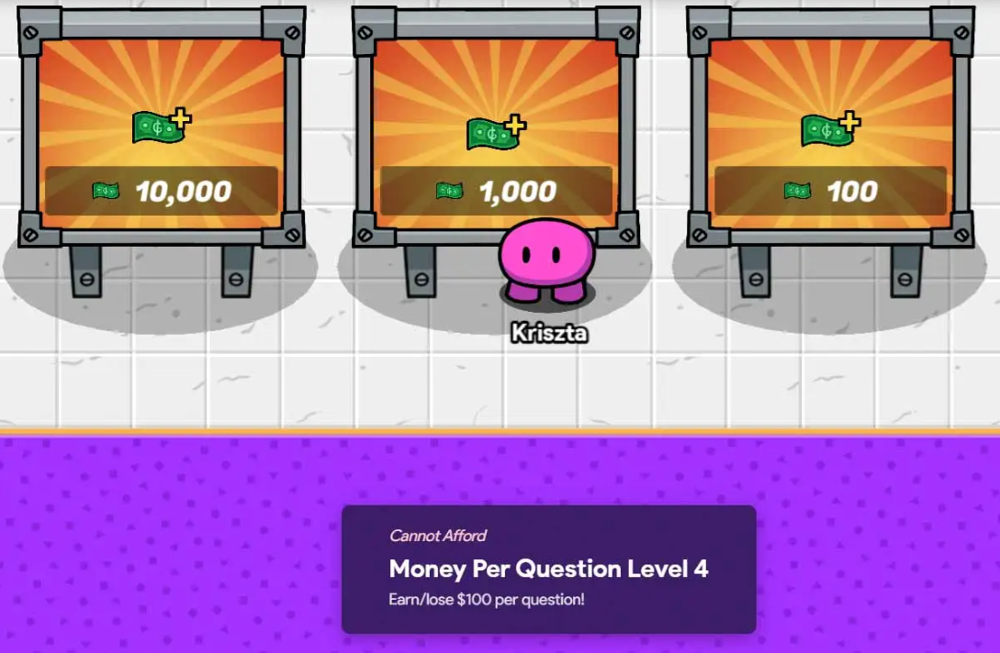 10,000
1,000
100
Kriszta
Cannot Afford
Money Per Question Level 4
Earn/lose $100 per question!